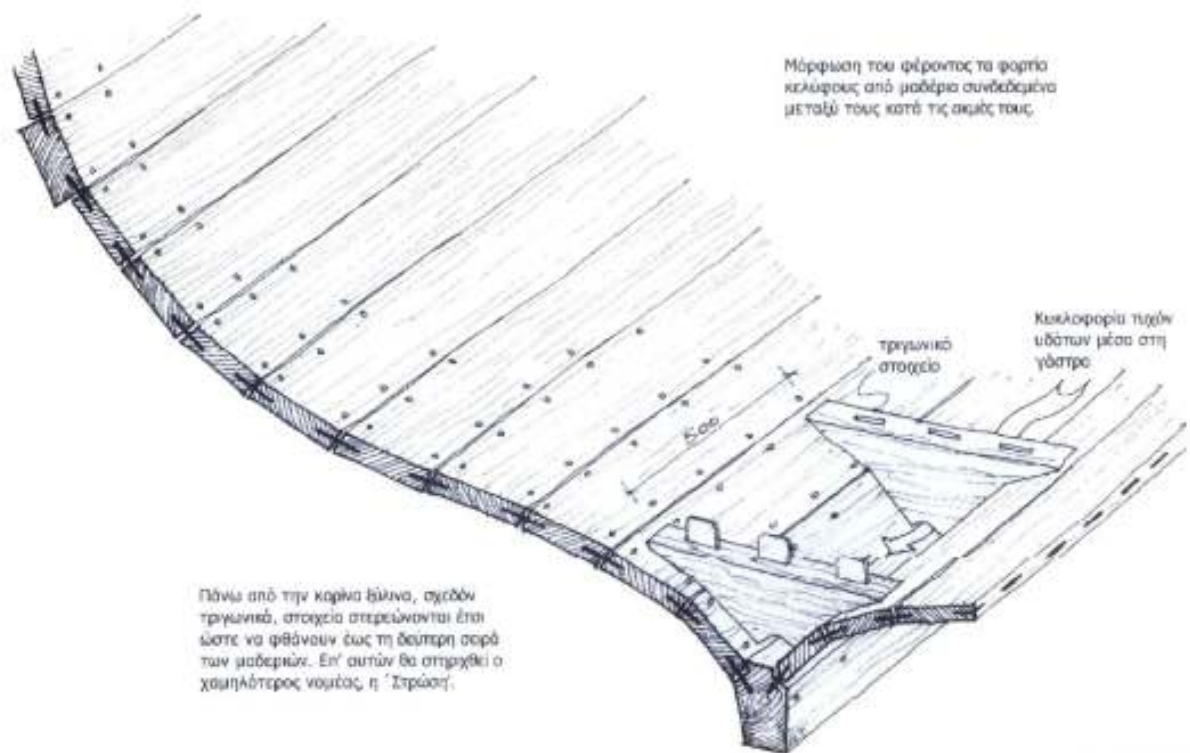 Μόρφωση του φέροντος τα φορτία
κελύφους από μαδέρια συνδεδεμένα
μεταξύ τους κατά τις ακμές τους.
τριγωνικό
στοιχείο
Κυκλοφορία τυχόν
υδάτων μέσα στη
γάστρα
500
Πάνω από την καρίνα ξύλινα, σχεδόν
τριγωνικά, στοιχεία στερεώνονται έτσι
ώστε να φθάνουν έως τη δεύτερη σειρά
των μαδεριών. Επ' αυτών θα στηριχθεί ο
χαμηλότερος νομέας, η ΄Στρώση'.